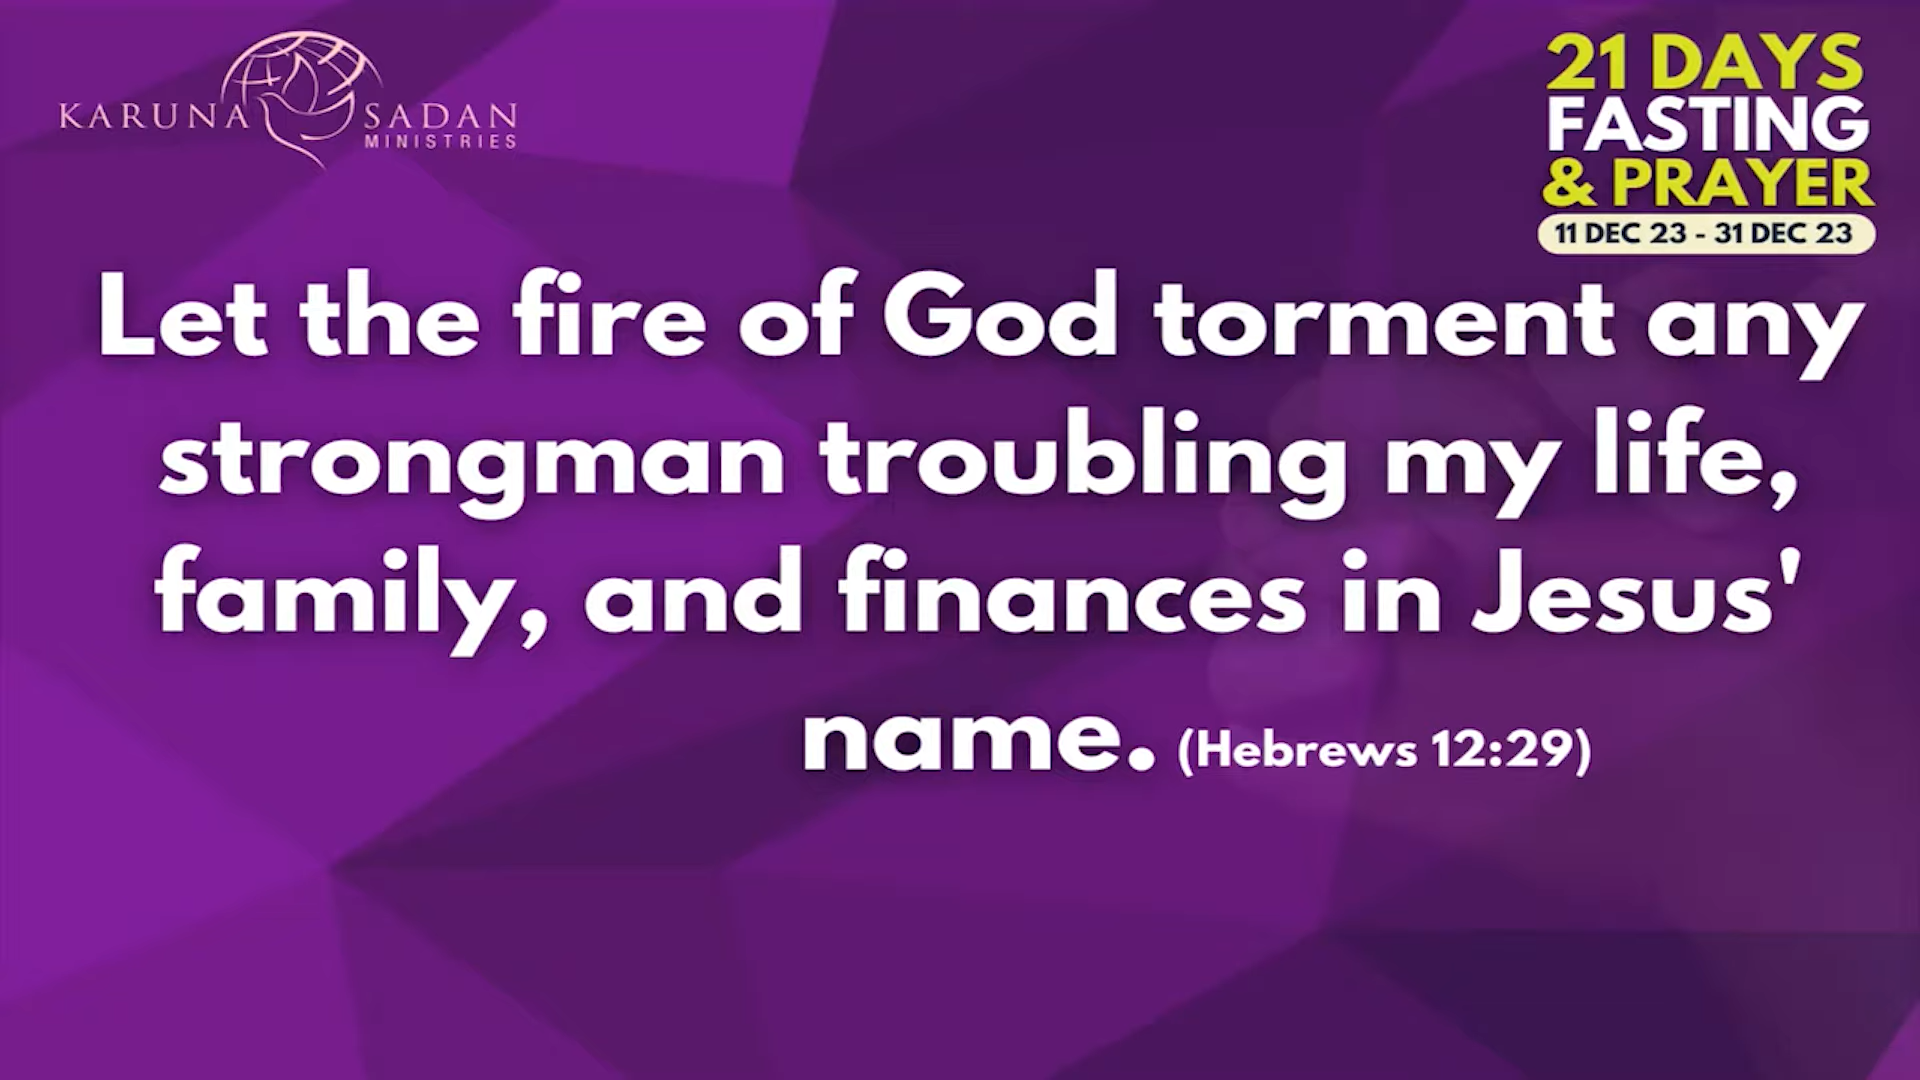 KARUNA SADAN
MINISTRIES
21 DAYS
FASTING
& PRAYER
11 DEC 23 - 31 DEC 23
Let the fire of God torment any
strongman troubling my life,
family, and finances in Jesus'
name. (Hebrews 12:29)